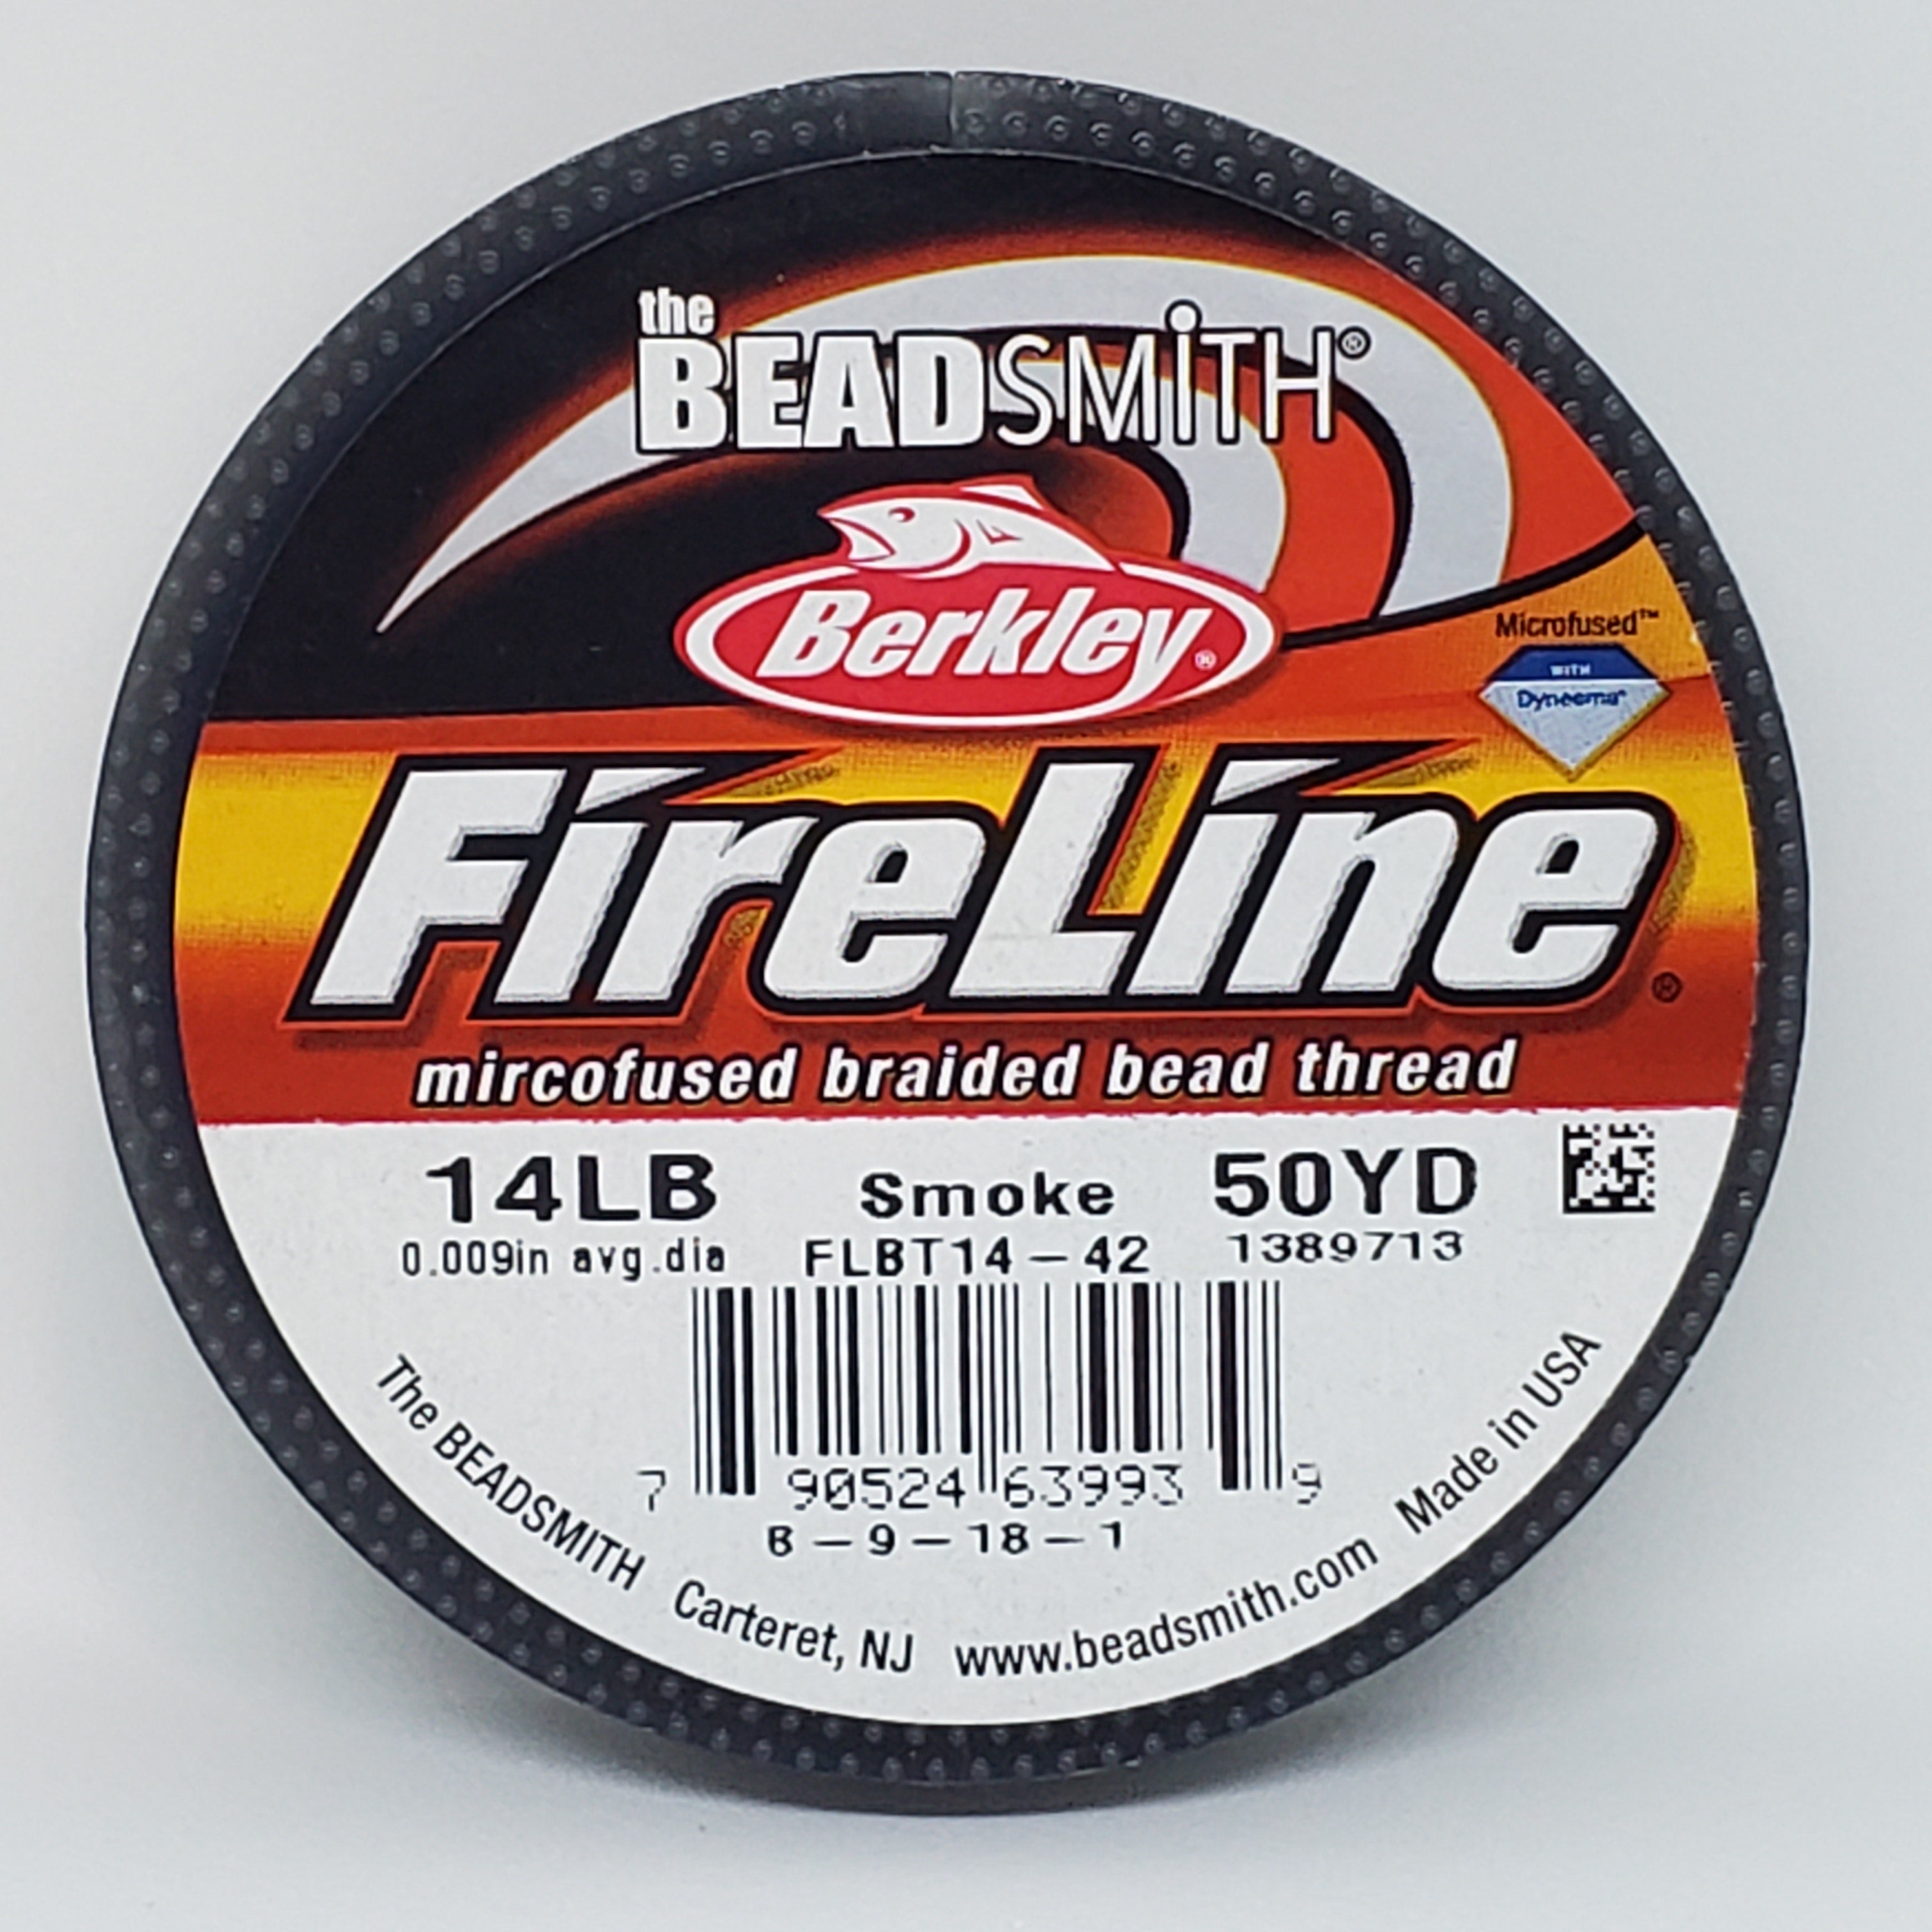 the
BEADSMiTH®
Berkley®
Microfused™
WITH
Dyneema®
FireLine®
mircofused braided bead thread
14LB Smoke 50YD
0.009in avg.dia FLBT14-42 1389713
7 90524 63993 9
6-9-18-1
The BEADSMITH Carteret, NJ www.beadsmith.com Made in USA